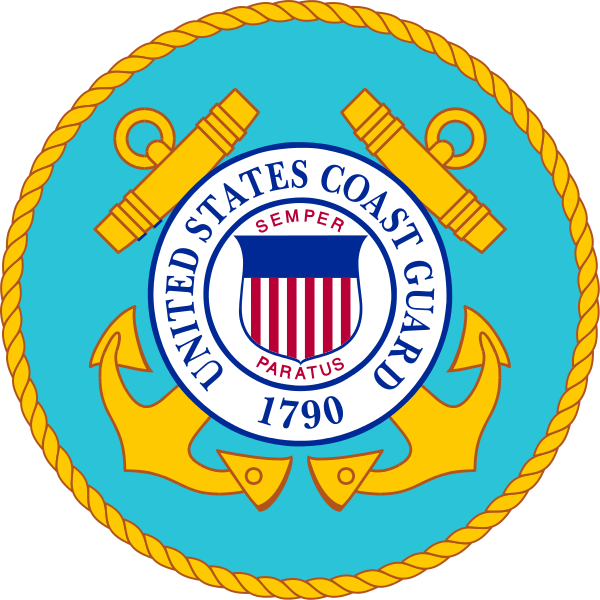 UNITED STATES COAST GUARD
SEMPER
PARATUS
1790